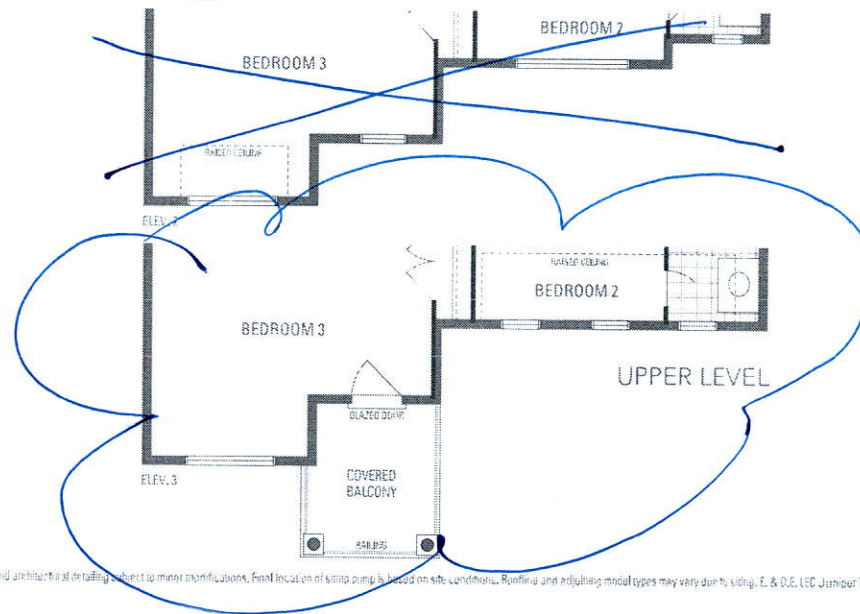 BEDROOM 2
BEDROOM 3
RAISED CEILING
ELEV. 2
RAISED CEILING
BEDROOM 2
BEDROOM 3
UPPER LEVEL
GLAZED DOOR
ELEV. 3
COVERED
BALCONY
RAILING
architectural detailing subject to minor modifications. Final location of sump pump is based on site conditions. Roofline and adjoining model types may vary due to siting. E. & O.E. LEC Juniper